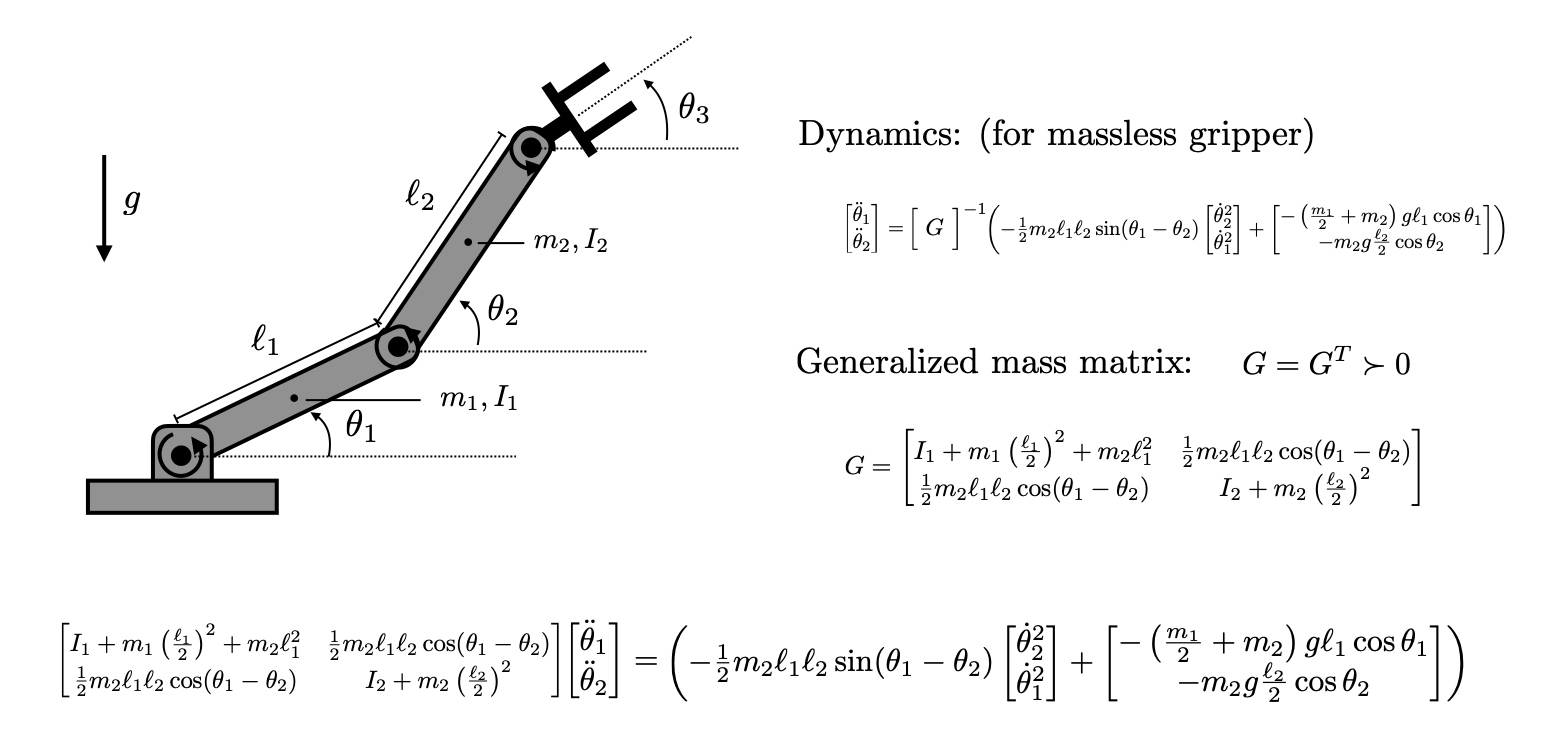 g
ℓ₂
θ₃
m₂, I₂
θ₂
ℓ₁
m₁, I₁
θ₁
Dynamics: (for massless gripper)
\begin{bmatrix} \ddot{\theta}_1 \\ \ddot{\theta}_2 \end{bmatrix} = \begin{bmatrix} G \end{bmatrix}^{-1} \left( -\frac{1}{2} m_2 \ell_1 \ell_2 \sin(\theta_1 - \theta_2) \begin{bmatrix} \dot{\theta}_2^2 \\ \dot{\theta}_1^2 \end{bmatrix} + \begin{bmatrix} -\left(\frac{m_1}{2} + m_2\right) g \ell_1 \cos\theta_1 \\ -m_2 g \frac{\ell_2}{2} \cos\theta_2 \end{bmatrix} \right)
Generalized mass matrix: G = G^T \succ 0
G = \begin{bmatrix} I_1 + m_1 \left(\frac{\ell_1}{2}\right)^2 + m_2 \ell_1^2 & \frac{1}{2} m_2 \ell_1 \ell_2 \cos(\theta_1 - \theta_2) \\ \frac{1}{2} m_2 \ell_1 \ell_2 \cos(\theta_1 - \theta_2) & I_2 + m_2 \left(\frac{\ell_2}{2}\right)^2 \end{bmatrix}
\begin{bmatrix} I_1 + m_1 \left(\frac{\ell_1}{2}\right)^2 + m_2 \ell_1^2 & \frac{1}{2} m_2 \ell_1 \ell_2 \cos(\theta_1 - \theta_2) \\ \frac{1}{2} m_2 \ell_1 \ell_2 \cos(\theta_1 - \theta_2) & I_2 + m_2 \left(\frac{\ell_2}{2}\right)^2 \end{bmatrix} \begin{bmatrix} \ddot{\theta}_1 \\ \ddot{\theta}_2 \end{bmatrix} = \left( -\frac{1}{2} m_2 \ell_1 \ell_2 \sin(\theta_1 - \theta_2) \begin{bmatrix} \dot{\theta}_2^2 \\ \dot{\theta}_1^2 \end{bmatrix} + \begin{bmatrix} -\left(\frac{m_1}{2} + m_2\right) g \ell_1 \cos\theta_1 \\ -m_2 g \frac{\ell_2}{2} \cos\theta_2 \end{bmatrix} \right)